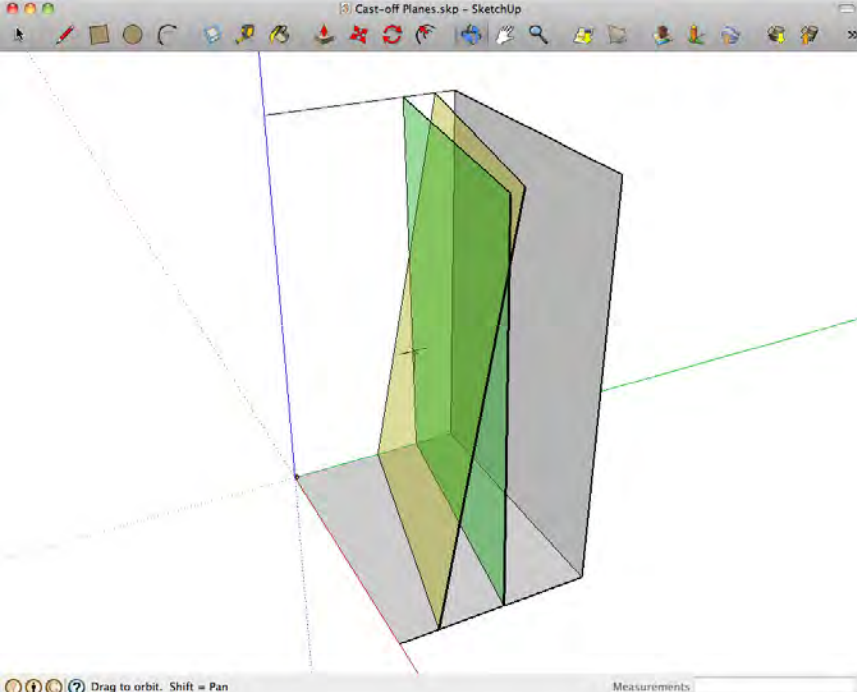 Cast-off Planes.skp - SketchUp
Drag to orbit. Shift = Pan
Measurements